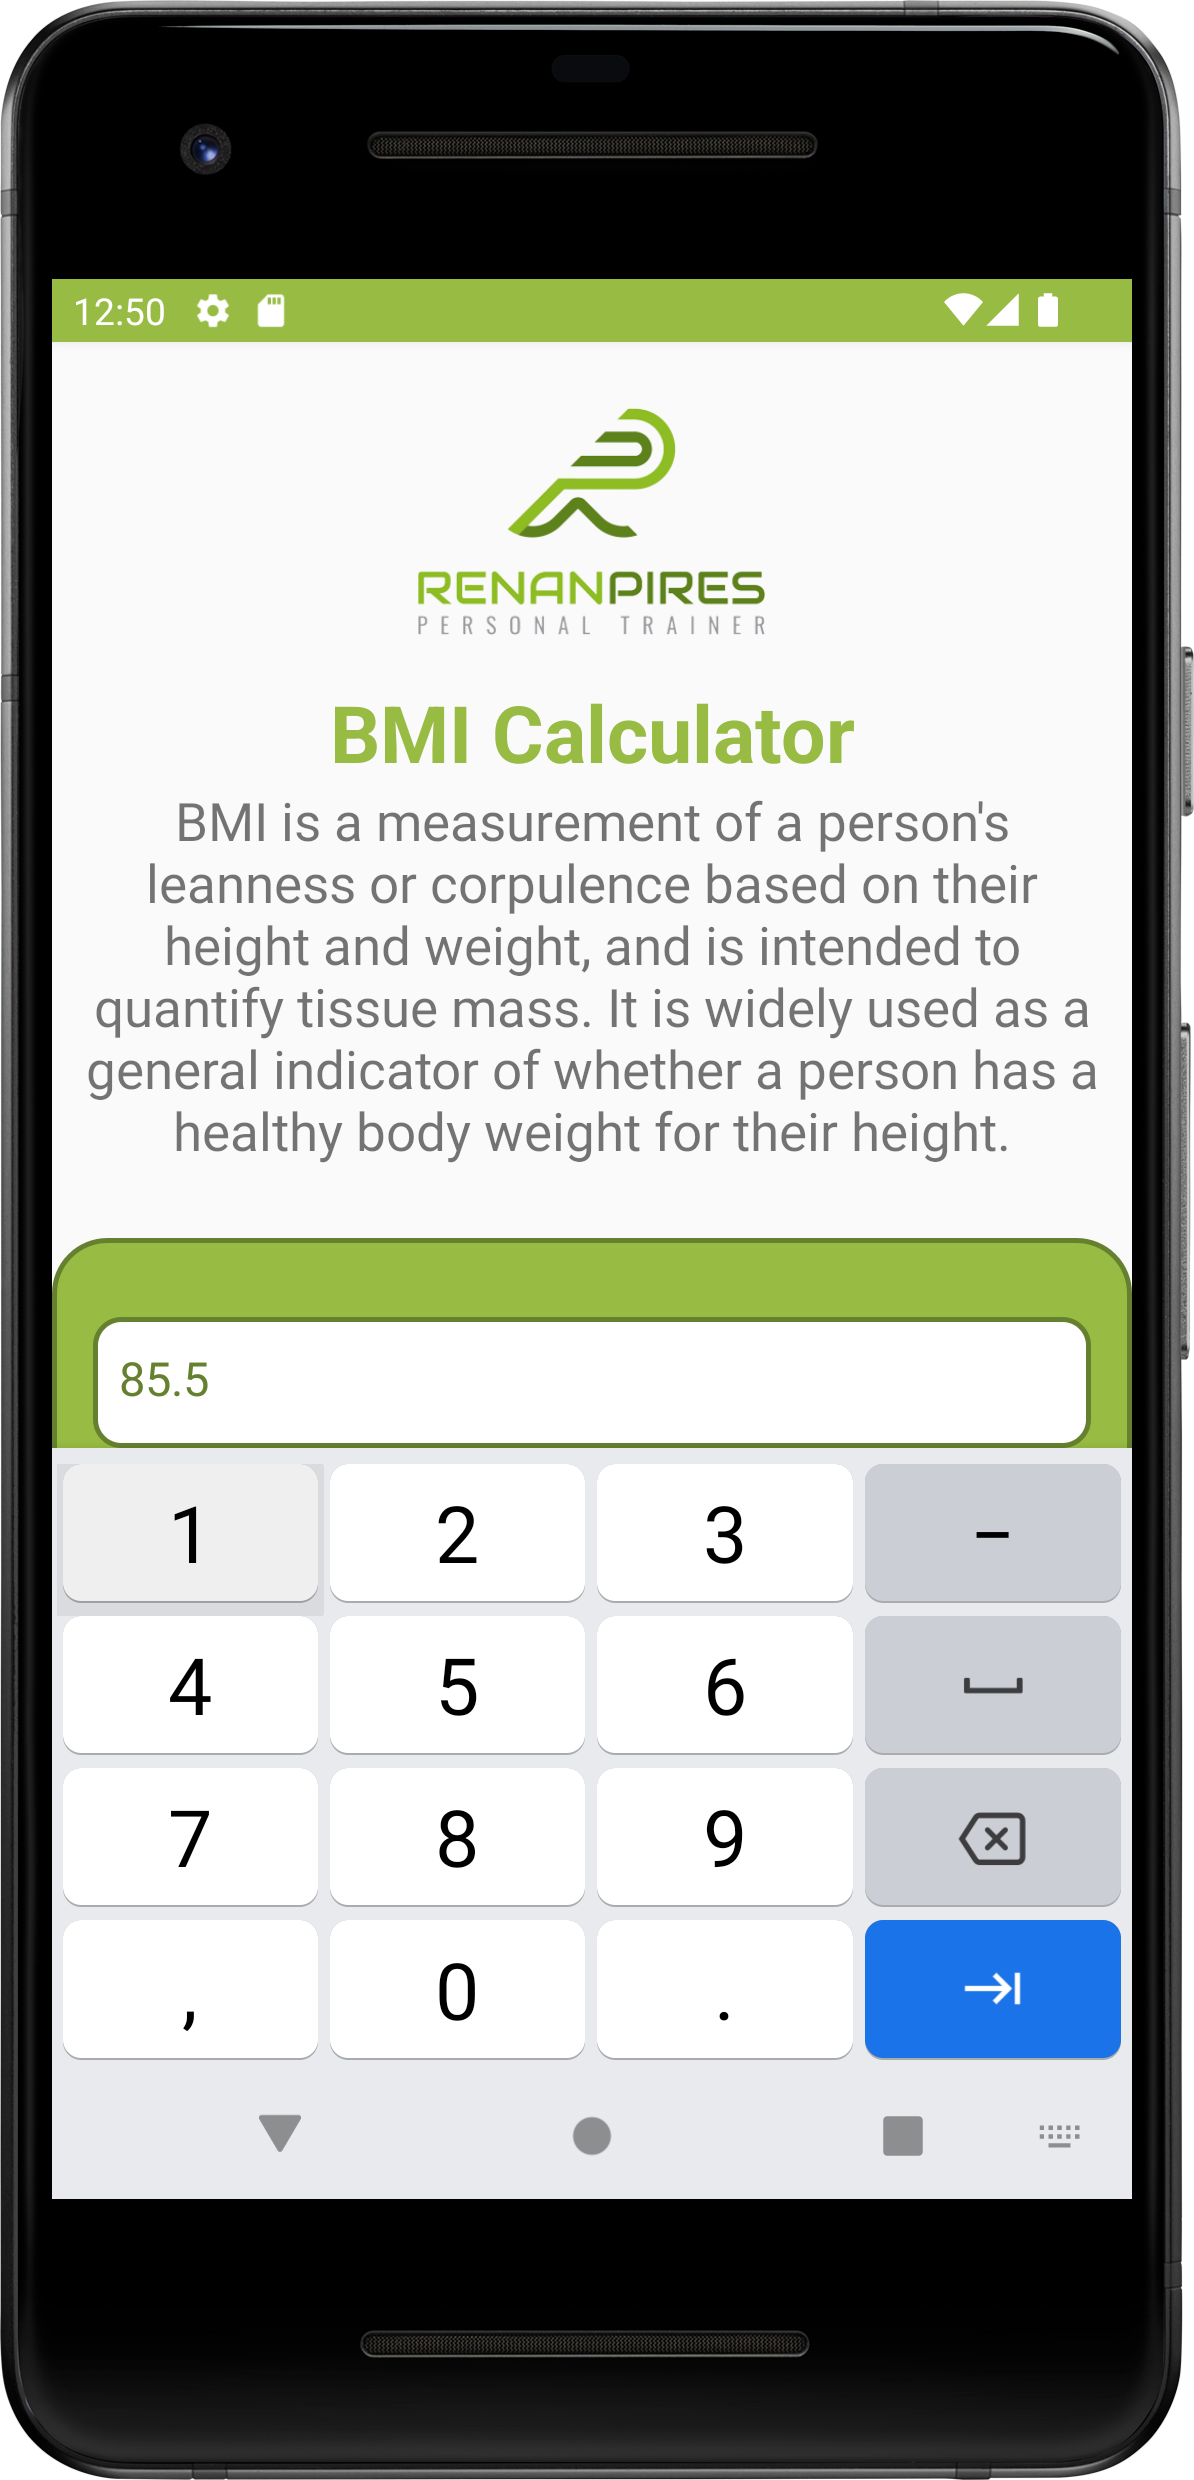 12:50
RENANPIRES
PERSONAL TRAINER
BMI Calculator
BMI is a measurement of a person's
leanness or corpulence based on their
height and weight, and is intended to
quantify tissue mass. It is widely used as a
general indicator of whether a person has a
healthy body weight for their height.
85.5
1 2 3 –
4 5 6
7 8 9
, 0 .